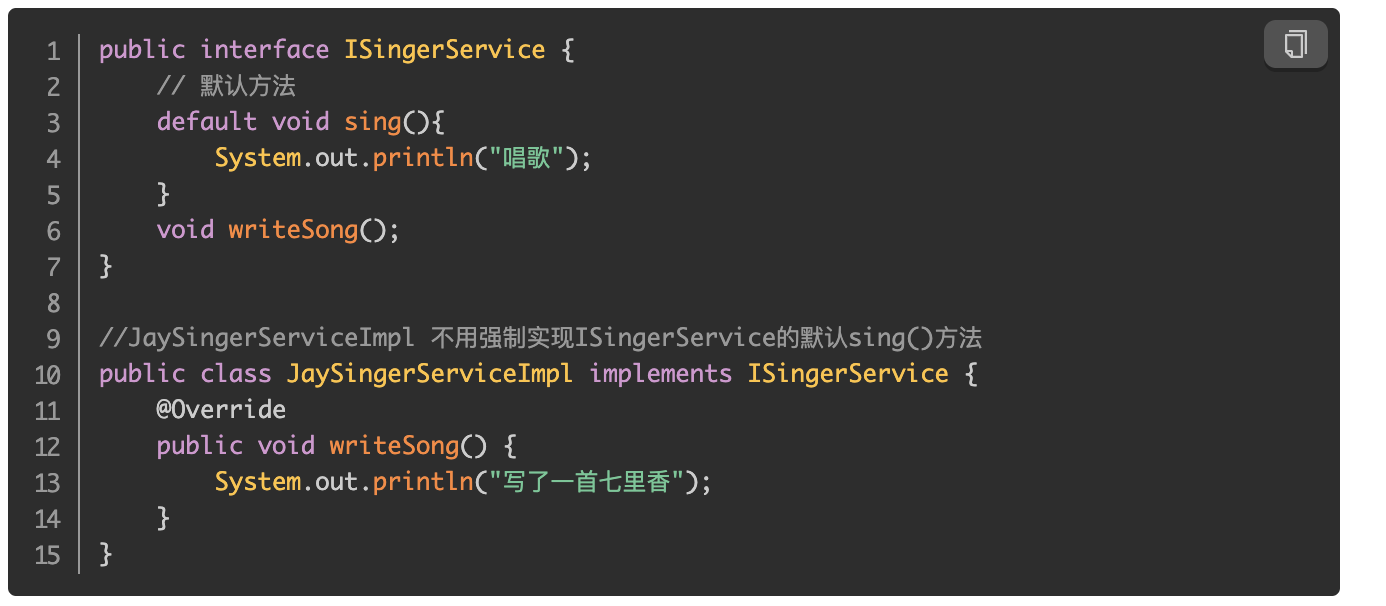 1 public interface ISingerService {
2     // 默认方法
3     default void sing(){
4         System.out.println("唱歌");
5     }
6     void writeSong();
7 }
8
9 //JaySingerServiceImpl 不用强制实现ISingerService的默认sing()方法
10 public class JaySingerServiceImpl implements ISingerService {
11     @Override
12     public void writeSong() {
13         System.out.println("写了一首七里香");
14     }
15 }